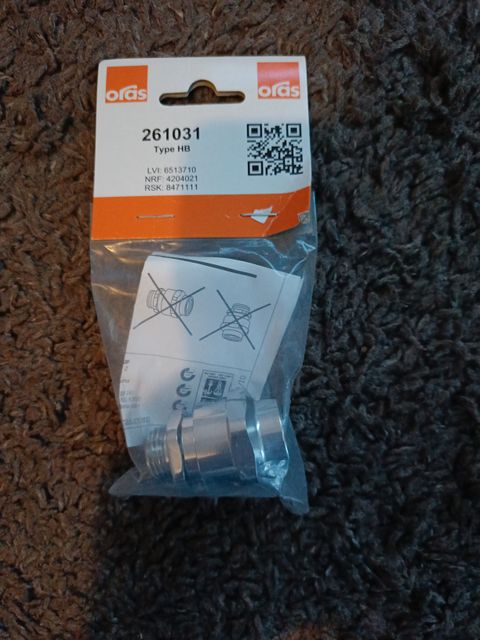 oras
oras
261031
Type HB
LVI: 6513710
NRF: 4204021
RSK: 8471111